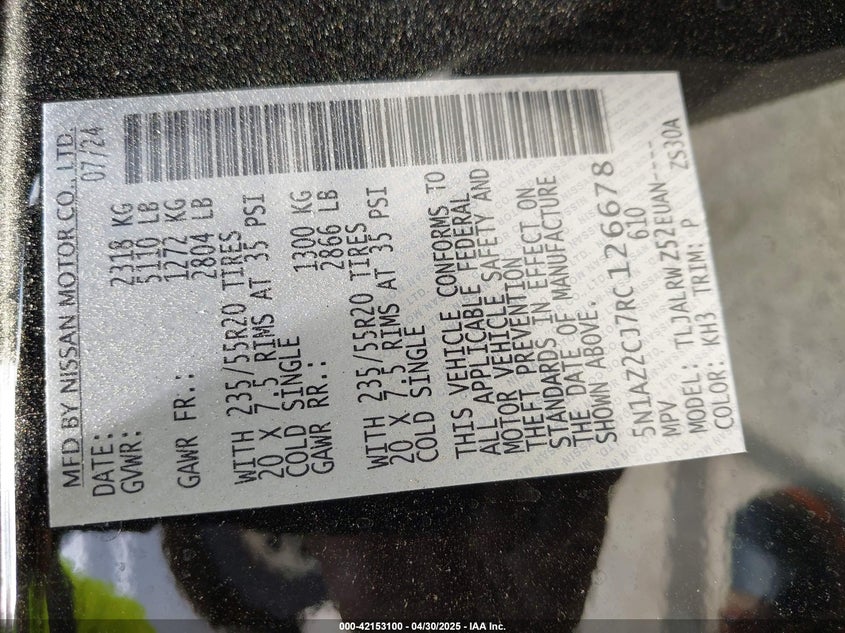 MFD BY NISSAN MOTOR CO., LTD.
DATE: 07/24
GVWR: 2318 KG
5110 LB
GAWR FR.: 1272 KG
2804 LB
WITH 235/55R20 TIRES
20 X 7.5 RIMS AT 35 PSI
COLD SINGLE
GAWR RR.: 1300 KG
2866 LB
WITH 235/55R20 TIRES
20 X 7.5 RIMS AT 35 PSI
COLD SINGLE
THIS VEHICLE CONFORMS TO
ALL APPLICABLE FEDERAL
MOTOR VEHICLE SAFETY AND
THEFT PREVENTION
STANDARDS IN EFFECT ON
THE DATE OF MANUFACTURE
SHOWN ABOVE.
5N1AZ2CJ7RC126678
MPV 610
MODEL: TLJALRWZ52EUAN----
COLOR: KH3 TRIM: P ZS30A
000-42153100 - 04/30/2025 - IAA Inc.